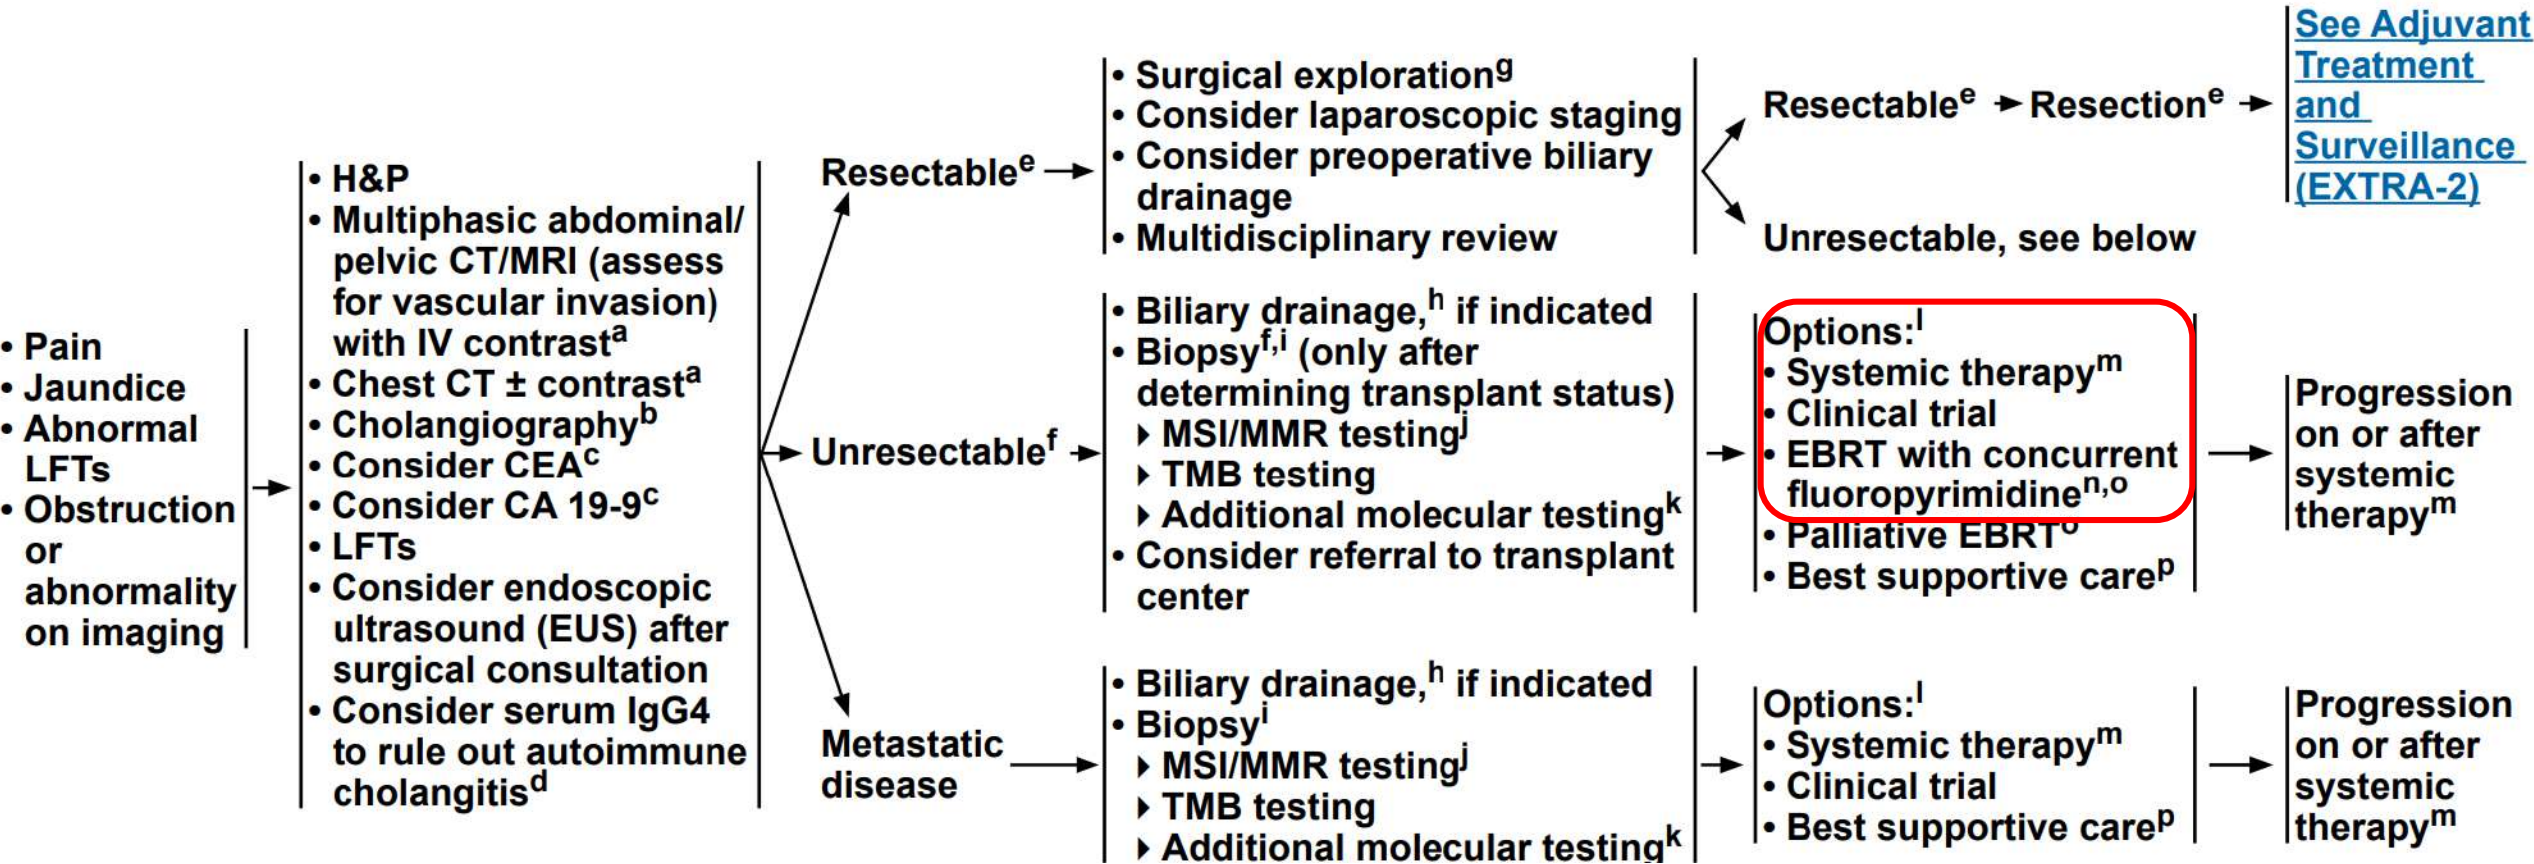 • Pain
• Jaundice
• Abnormal
LFTs
• Obstruction
or
abnormality
on imaging
• H&P
• Multiphasic abdominal/
pelvic CT/MRI (assess
for vascular invasion)
with IV contrastᵃ
• Chest CT ± contrastᵃ
• Cholangiographyᵇ
• Consider CEAᶜ
• Consider CA 19-9ᶜ
• LFTs
• Consider endoscopic
ultrasound (EUS) after
surgical consultation
• Consider serum IgG4
to rule out autoimmune
cholangitisᵈ
Resectableᵉ
• Surgical explorationᵍ
• Consider laparoscopic staging
• Consider preoperative biliary
drainage
• Multidisciplinary review
Resectableᵉ
Resectionᵉ
See Adjuvant
Treatment
and
Surveillance
(EXTRA-2)
Unresectable, see below
Unresectableᶠ
• Biliary drainage,ʰ if indicated
• Biopsyᶠ,ⁱ (only after
determining transplant status)
▸ MSI/MMR testingʲ
▸ TMB testing
▸ Additional molecular testingᵏ
• Consider referral to transplant
center
Options:ˡ
• Systemic therapyᵐ
• Clinical trial
• EBRT with concurrent
fluoropyrimidineⁿ,ᵒ
• Palliative EBRTᵒ
• Best supportive careᵖ
Progression
on or after
systemic
therapyᵐ
Metastatic
disease
• Biliary drainage,ʰ if indicated
• Biopsyⁱ
▸ MSI/MMR testingʲ
▸ TMB testing
▸ Additional molecular testingᵏ
Options:ˡ
• Systemic therapyᵐ
• Clinical trial
• Best supportive careᵖ
Progression
on or after
systemic
therapyᵐ